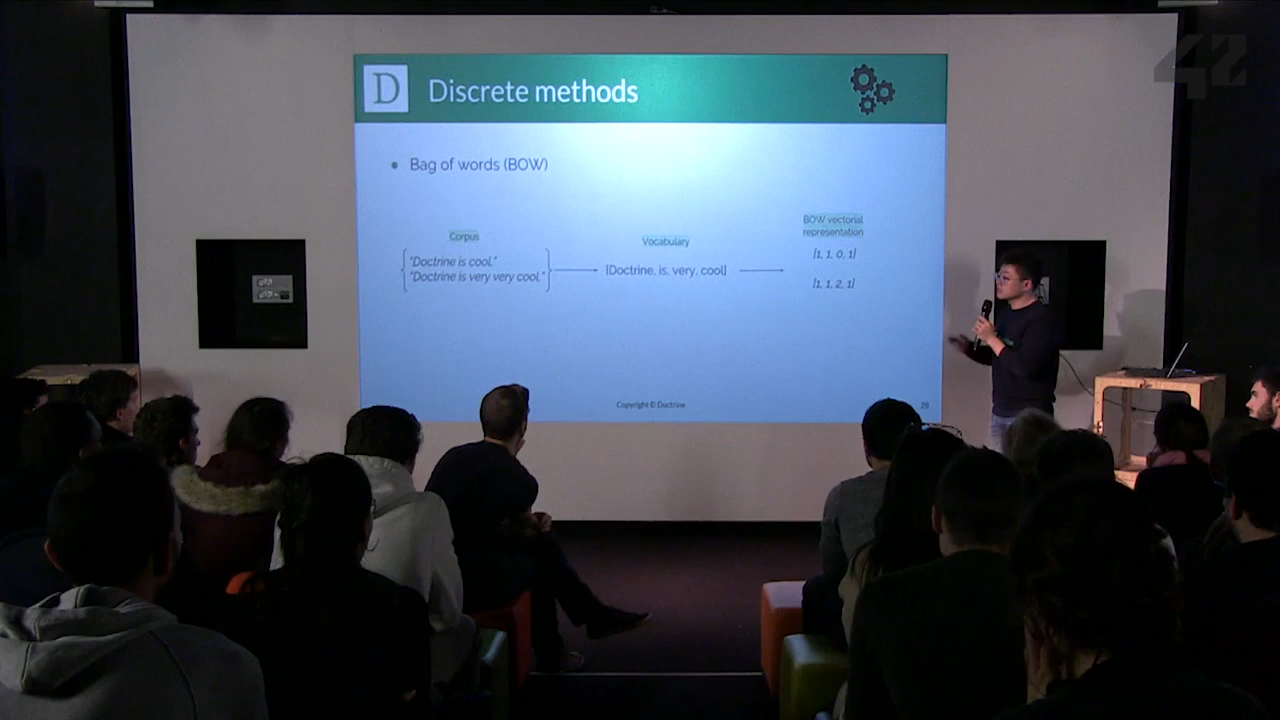 42
D
Discrete methods
Bag of words (BOW)
Corpus
"Doctrine is cool."
"Doctrine is very very cool."
Vocabulary
[Doctrine, is, very, cool]
BOW vectorial
representation
[1, 1, 0, 1]
[1, 1, 2, 1]
Copyright © Doctrine